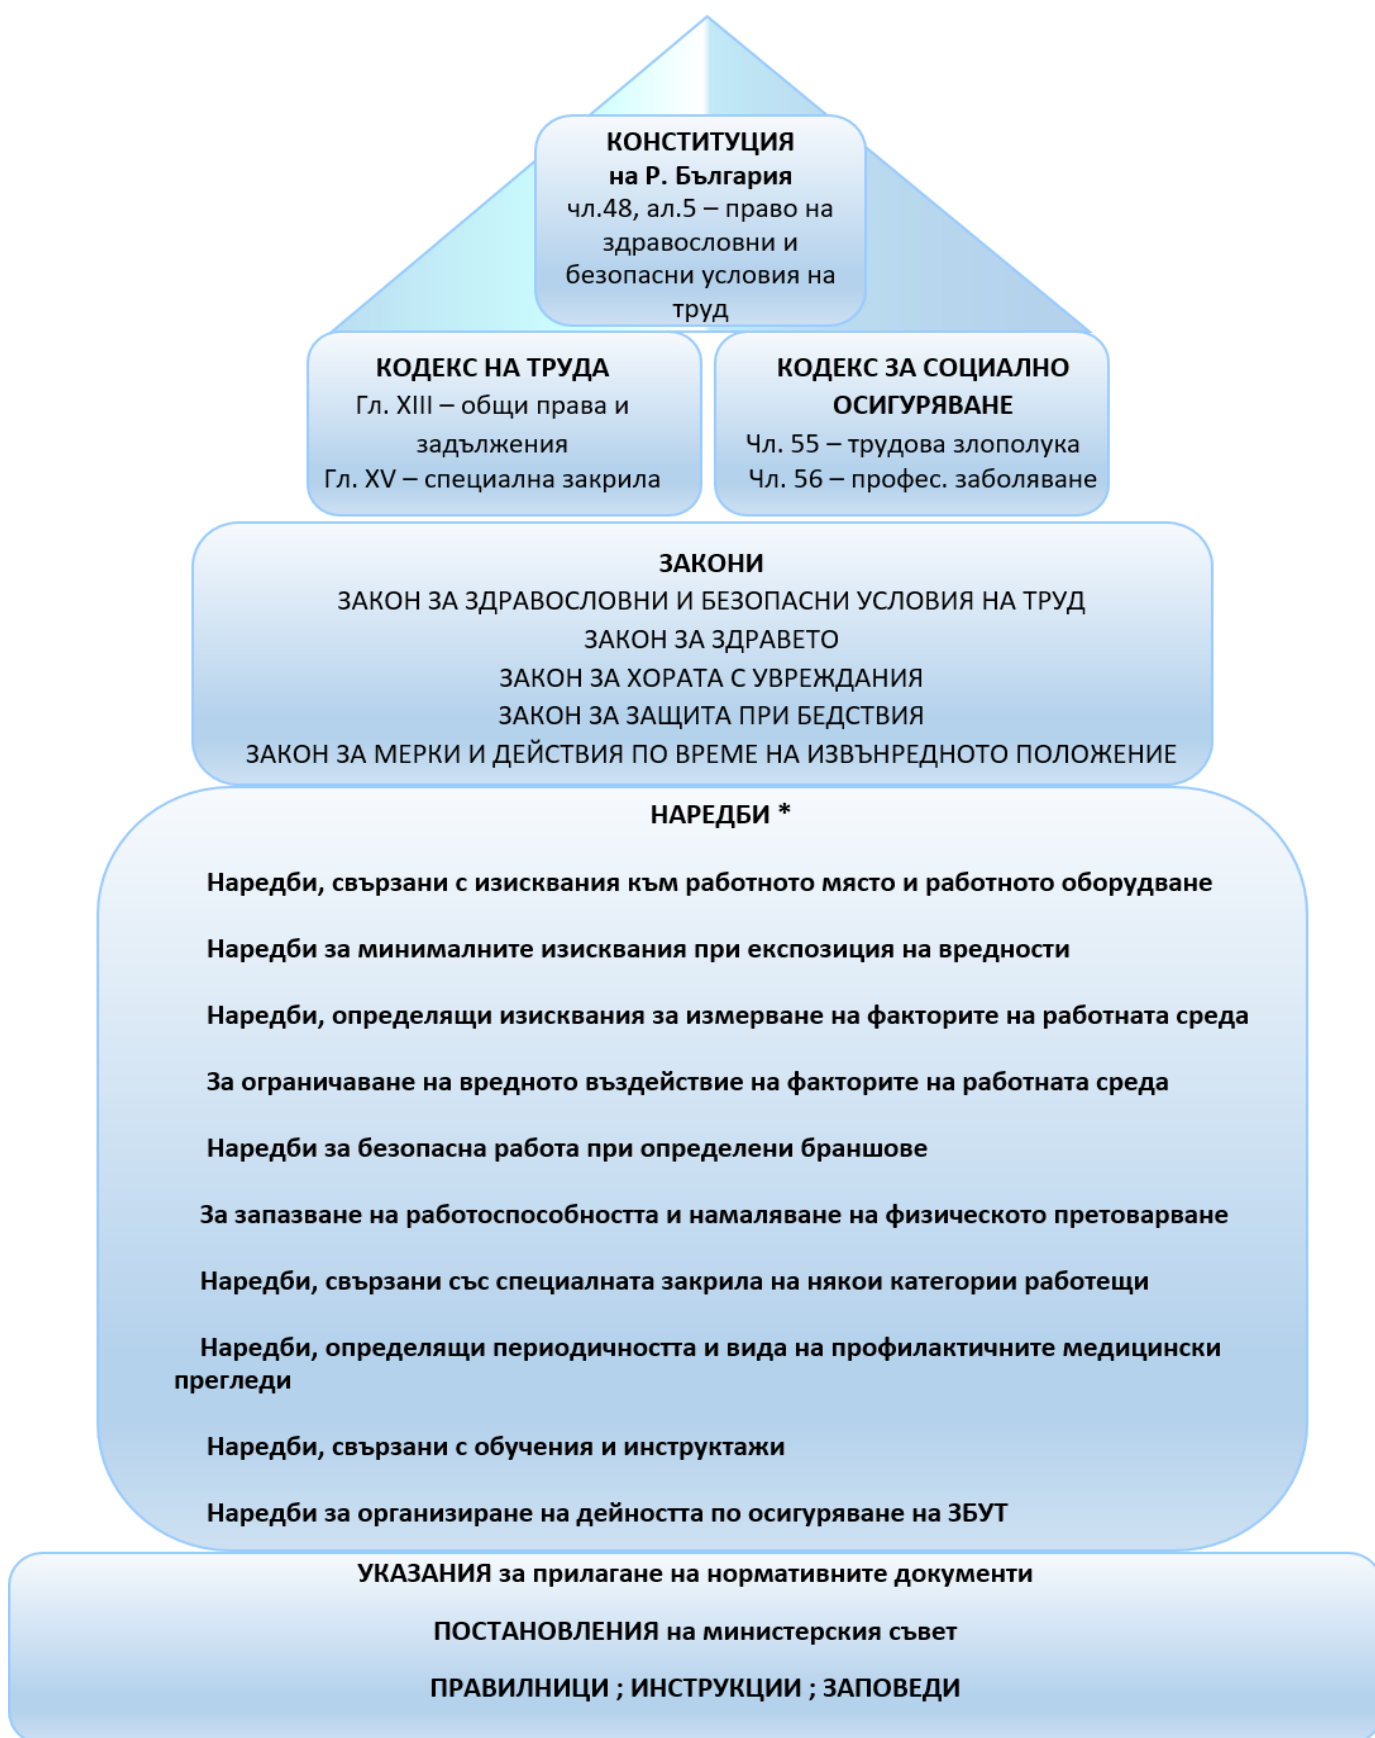 КОНСТИТУЦИЯ
на Р. България
чл.48, ал.5 – право на
здравословни и
безопасни условия на
труд
КОДЕКС НА ТРУДА
Гл. XIII – общи права и
задължения
Гл. XV – специална закрила
КОДЕКС ЗА СОЦИАЛНО
ОСИГУРЯВАНЕ
Чл. 55 – трудова злополука
Чл. 56 – профес. заболяване
ЗАКОНИ
ЗАКОН ЗА ЗДРАВОСЛОВНИ И БЕЗОПАСНИ УСЛОВИЯ НА ТРУД
ЗАКОН ЗА ЗДРАВЕТО
ЗАКОН ЗА ХОРАТА С УВРЕЖДАНИЯ
ЗАКОН ЗА ЗАЩИТА ПРИ БЕДСТВИЯ
ЗАКОН ЗА МЕРКИ И ДЕЙСТВИЯ ПО ВРЕМЕ НА ИЗВЪНРЕДНОТО ПОЛОЖЕНИЕ
НАРЕДБИ *
Наредби, свързани с изисквания към работното място и работното оборудване
Наредби за минималните изисквания при експозиция на вредности
Наредби, определящи изисквания за измерване на факторите на работната среда
За ограничаване на вредното въздействие на факторите на работната среда
Наредби за безопасна работа при определени браншове
За запазване на работоспособността и намаляване на физическото претоварване
Наредби, свързани със специалната закрила на някои категории работещи
Наредби, определящи периодичността и вида на профилактичните медицински
прегледи
Наредби, свързани с обучения и инструктажи
Наредби за организиране на дейността по осигуряване на ЗБУТ
УКАЗАНИЯ за прилагане на нормативните документи
ПОСТАНОВЛЕНИЯ на министерския съвет
ПРАВИЛНИЦИ ; ИНСТРУКЦИИ ; ЗАПОВЕДИ